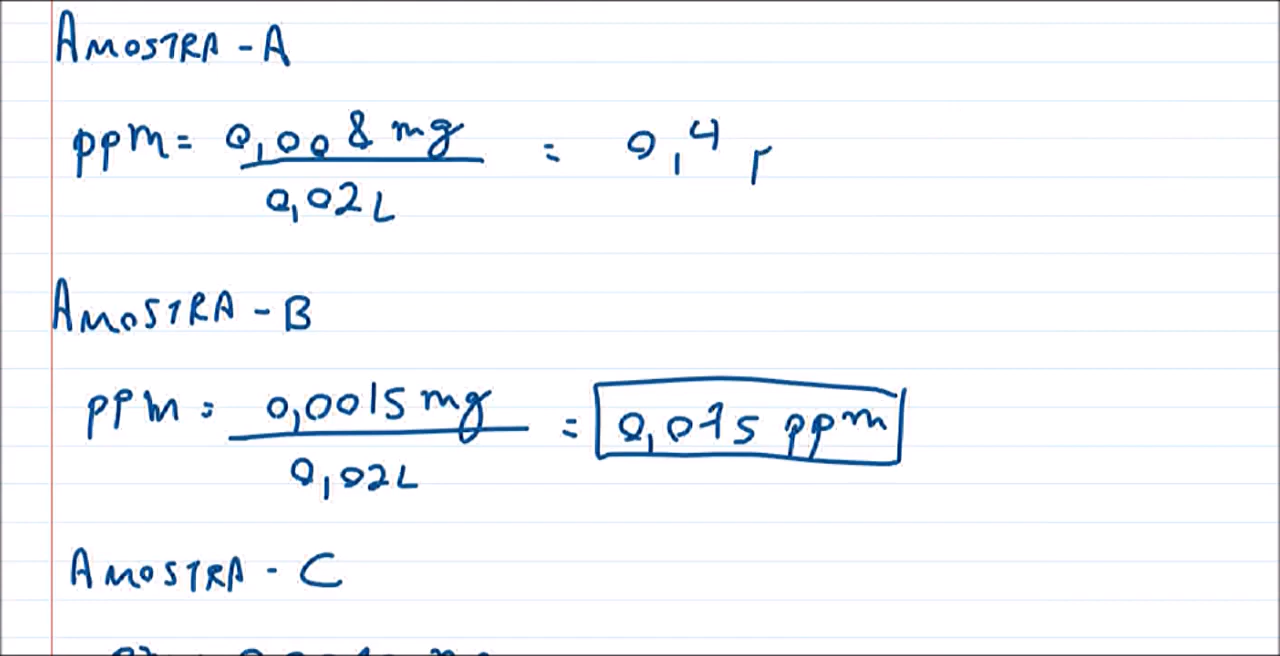 AMOSTRA - A
ppm = 0,008 mg = 0,4 p
0,02 L
AMOSTRA - B
ppm = 0,0015 mg = 0,075 ppm
0,02 L
AMOSTRA - C